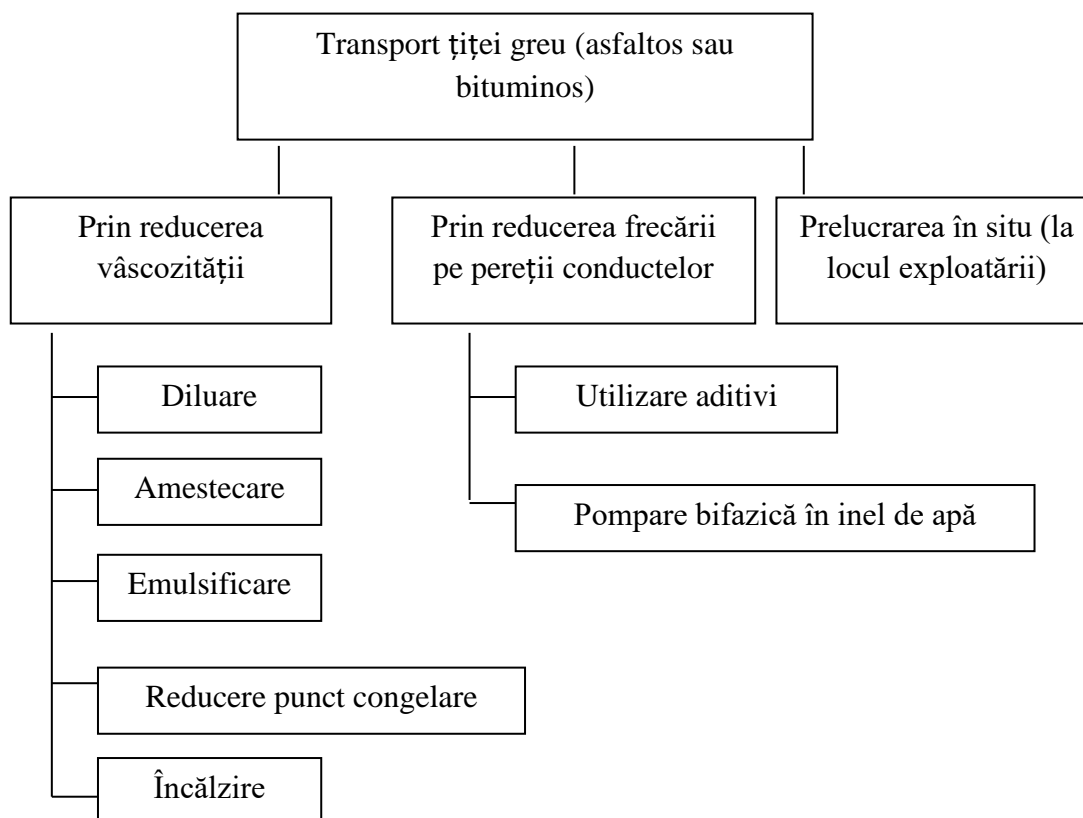 Transport țiței greu (asfaltos sau
bituminos)
Prin reducerea
vâscozității
Prin reducerea frecării
pe pereții conductelor
Prelucrarea în situ (la
locul exploatării)
Diluare
Amestecare
Emulsificare
Reducere punct congelare
Încălzire
Utilizare aditivi
Pompare bifazică în inel de apă